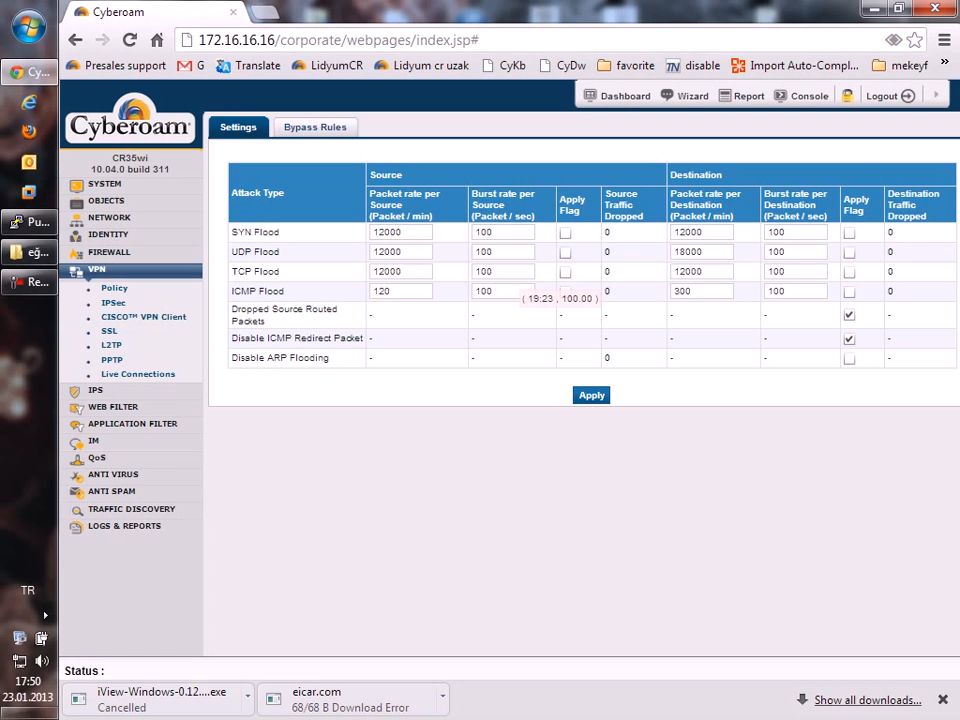 Cyberoam
172.16.16.16/corporate/webpages/index.jsp#
Presales support G Translate LidyumCR Lidyum cr uzak CyKb CyDw favorite disable Import Auto-Compl... mekeyf »
Cy...
Pu...
eğ...
Re...
TR
17:50
23.01.2013
Cyberoam
CR35wi
10.04.0 build 311
Dashboard Wizard Report Console Logout
Settings Bypass Rules
SYSTEM
OBJECTS
NETWORK
IDENTITY
FIREWALL
VPN
Policy
IPSec
CISCO™ VPN Client
SSL
L2TP
PPTP
Live Connections
IPS
WEB FILTER
APPLICATION FILTER
IM
QoS
ANTI VIRUS
ANTI SPAM
TRAFFIC DISCOVERY
LOGS & REPORTS
Attack Type
Source Destination
Packet rate per Source (Packet / min) Burst rate per Source (Packet / sec) Apply Flag Source Traffic Dropped Packet rate per Destination (Packet / min) Burst rate per Destination (Packet / sec) Apply Flag Destination Traffic Dropped
SYN Flood 12000 100 0 12000 100 0
UDP Flood 12000 100 0 18000 100 0
TCP Flood 12000 100 0 12000 100 0
ICMP Flood 120 100 0 300 100 0
( 19:23 , 100.00 )
Dropped Source Routed Packets - - - - - - -
Disable ICMP Redirect Packet - - - - - - -
Disable ARP Flooding - - - 0 - - -
Apply
Status :
iView-Windows-0.12....exe
Cancelled
eicar.com
68/68 B Download Error
Show all downloads...